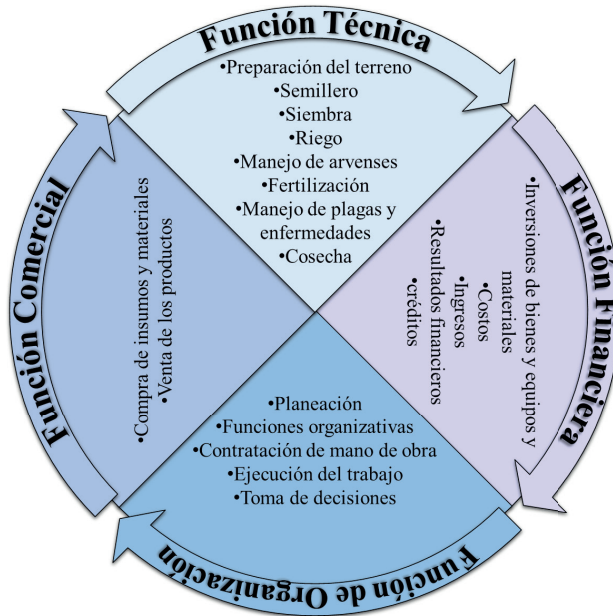 Función Técnica
•Preparación del terreno
•Semillero
•Siembra
•Riego
•Manejo de arvenses
•Fertilización
•Manejo de plagas y
enfermedades
•Cosecha
Función Financiera
•Inversiones de bienes y equipos y
materiales
•Costos
•Ingresos
•Resultados financieros
•créditos
Función de Organización
•Planeación
•Funciones organizativas
•Contratación de mano de obra
•Ejecución del trabajo
•Toma de decisiones
Función Comercial
•Compra de insumos y materiales
•Venta de los productos